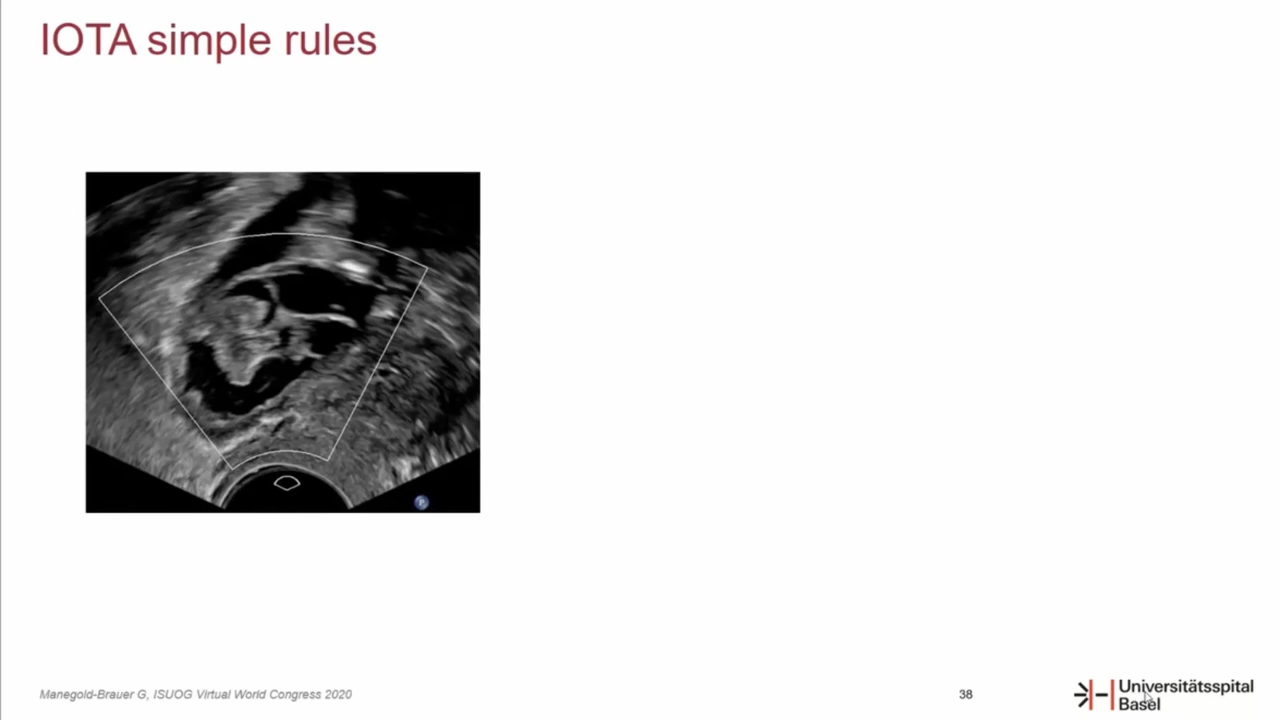 IOTA simple rules
Manegold-Brauer G, ISUOG Virtual World Congress 2020
38
Universitätsspital
Basel